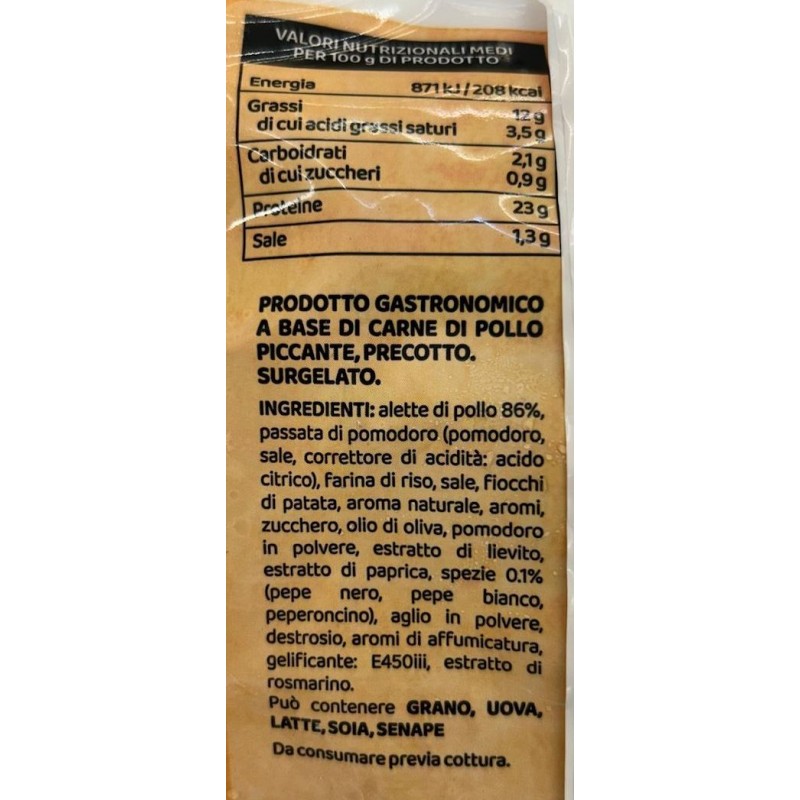 VALORI NUTRIZIONALI MEDI
PER 100 g DI PRODOTTO
Energia 871 kJ / 208 kcal
Grassi 12 g
di cui acidi grassi saturi 3,5 g
Carboidrati 2,1 g
di cui zuccheri 0,9 g
Proteine 23 g
Sale 1,3 g
PRODOTTO GASTRONOMICO
A BASE DI CARNE DI POLLO
PICCANTE, PRECOTTO.
SURGELATO.
INGREDIENTI: alette di pollo 86%,
passata di pomodoro (pomodoro,
sale, correttore di acidità: acido
citrico), farina di riso, sale, fiocchi
di patata, aroma naturale, aromi,
zucchero, olio di oliva, pomodoro
in polvere, estratto di lievito,
estratto di paprica, spezie 0.1%
(pepe nero, pepe bianco,
peperoncino), aglio in polvere,
destrosio, aromi di affumicatura,
gelificante: E450iii, estratto di
rosmarino.
Può contenere GRANO, UOVA,
LATTE, SOIA, SENAPE
Da consumare previa cottura.